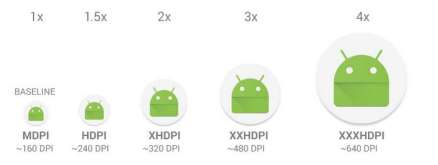 1x 1.5x 2x 3x 4x
BASELINE
MDPI HDPI XHDPI XXHDPI XXXHDPI
~160 DPI ~240 DPI ~320 DPI ~480 DPI ~640 DPI